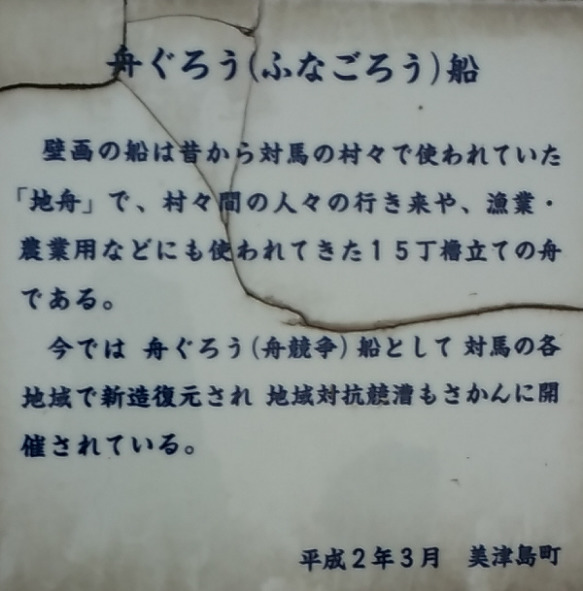 舟ぐろう(ふなごろう)船
壁画の船は昔から対馬の村々で使われていた
「地舟」で、村々間の人々の行き来や、漁業・
農業用などにも使われてきた15丁櫓立ての舟
である。
今では 舟ぐろう(舟競争)船として 対馬の各
地域で新造復元され 地域対抗競漕もさかんに開
催されている。
平成2年3月 美津島町